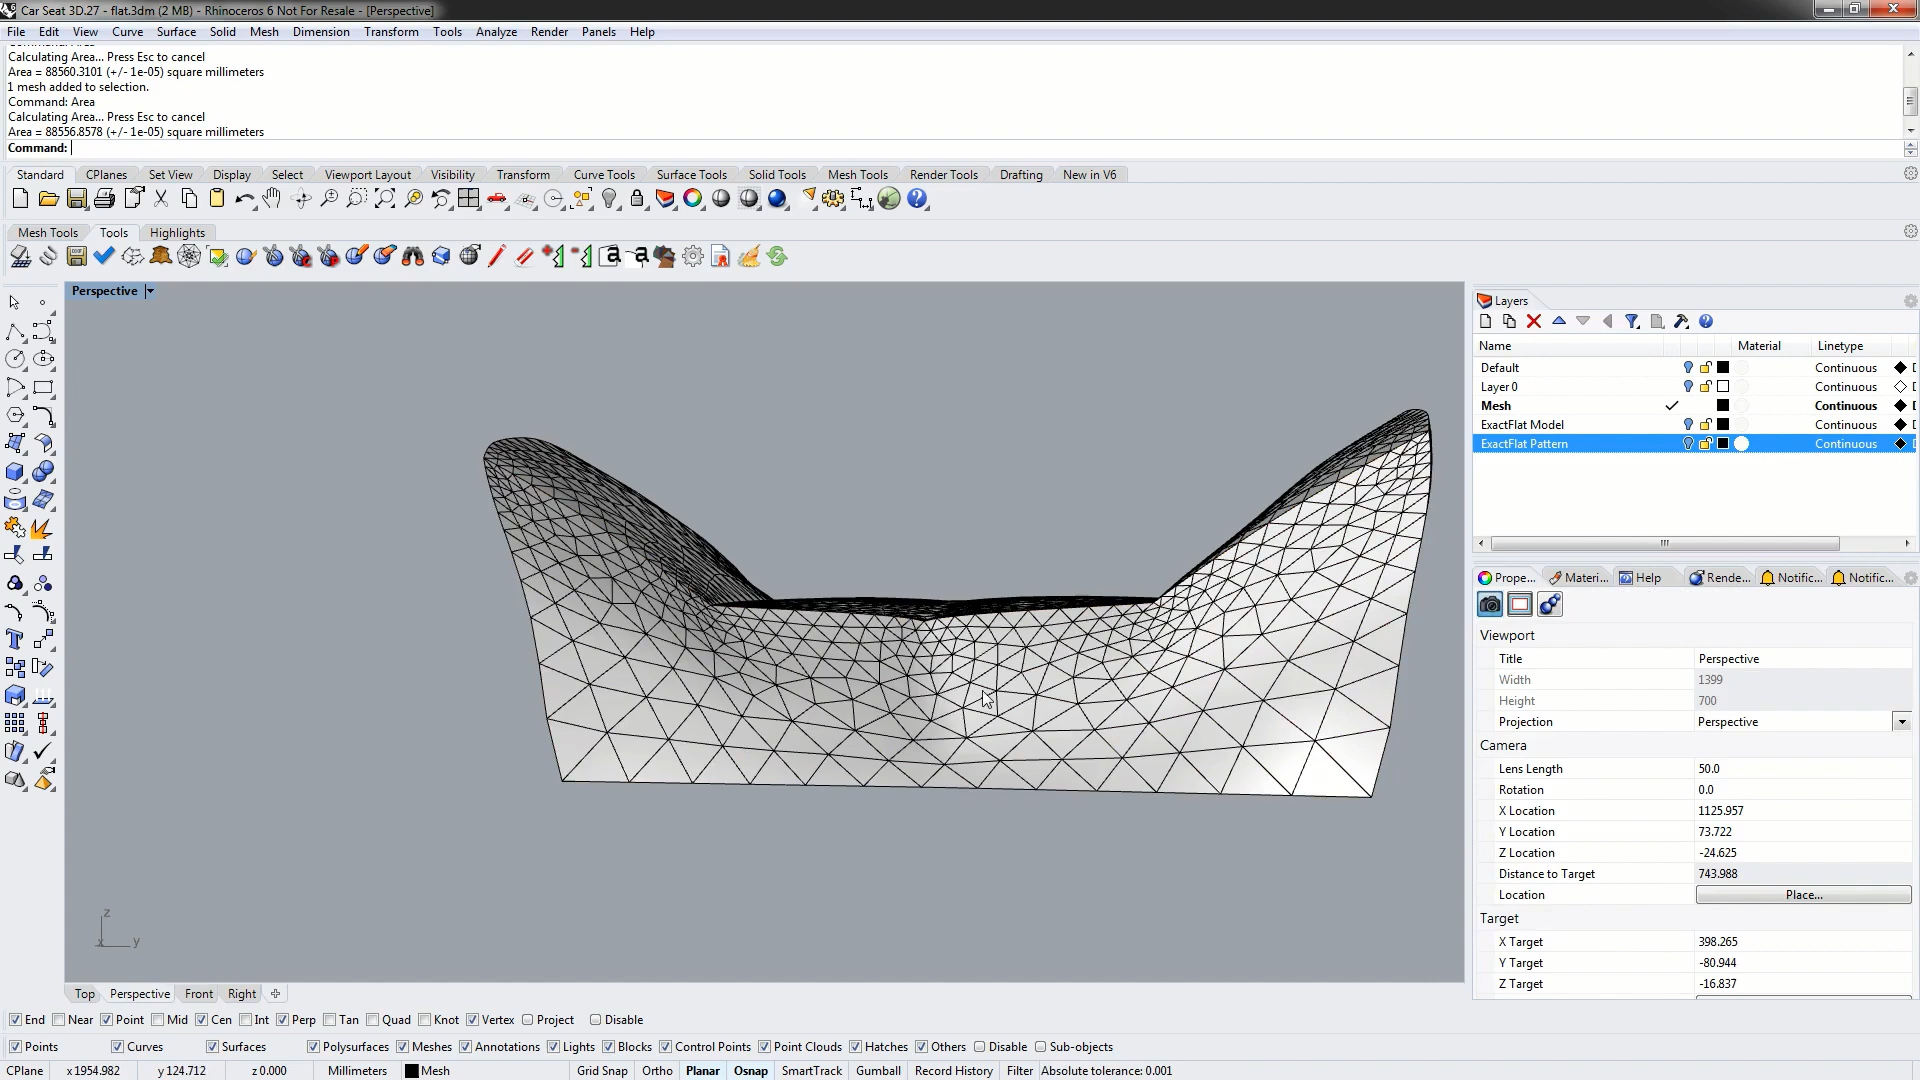 Car Seat 3D.27 - flat.3dm (2 MB) - Rhinoceros 6 Not For Resale - [Perspective]
File Edit View Curve Surface Solid Mesh Dimension Transform Tools Analyze Render Panels Help
Calculating Area... Press Esc to cancel
Area = 88560.3101 (+/- 1e-05) square millimeters
1 mesh added to selection.
Command: Area
Calculating Area... Press Esc to cancel
Area = 88556.8578 (+/- 1e-05) square millimeters
Command:
Standard CPlanes Set View Display Select Viewport Layout Visibility Transform Curve Tools Surface Tools Solid Tools Mesh Tools Render Tools Drafting New in V6
Mesh Tools Tools Highlights
Perspective
Layers
Name Material Linetype
Default Continuous
Layer 0 Continuous
Mesh Continuous
ExactFlat Model Continuous
ExactFlat Pattern Continuous
Prope... Materi... Help Rende... Notific... Notific...
Viewport
Title Perspective
Width 1399
Height 700
Projection Perspective
Camera
Lens Length 50.0
Rotation 0.0
X Location 1125.957
Y Location 73.722
Z Location -24.625
Distance to Target 743.988
Location Place...
Target
X Target 398.265
Y Target -80.944
Z Target -16.837
z
x y
Top Perspective Front Right
End Near Point Mid Cen Int Perp Tan Quad Knot Vertex Project Disable
Points Curves Surfaces Polysurfaces Meshes Annotations Lights Blocks Control Points Point Clouds Hatches Others Disable Sub-objects
CPlane x 1954.982 y 124.712 z 0.000 Millimeters Mesh Grid Snap Ortho Planar Osnap SmartTrack Gumball Record History Filter Absolute tolerance: 0.001